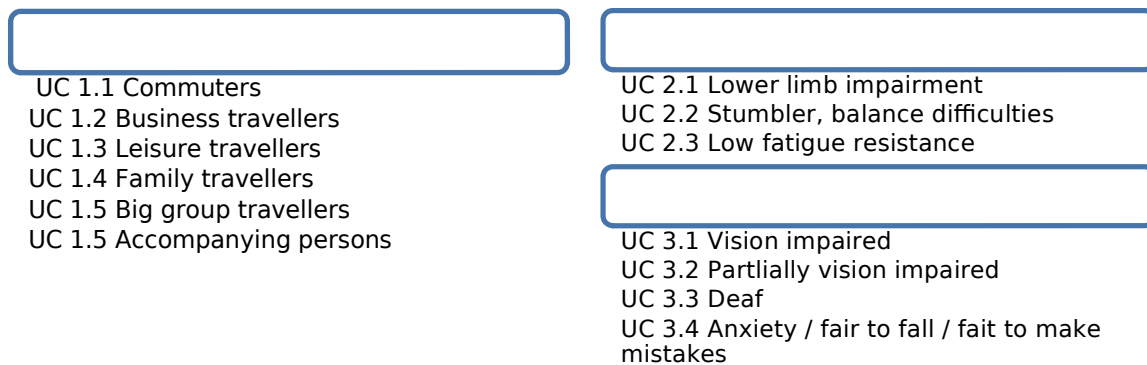 UC 1.1 Commuters
UC 1.2 Business travellers
UC 1.3 Leisure travellers
UC 1.4 Family travellers
UC 1.5 Big group travellers
UC 1.5 Accompanying persons
UC 2.1 Lower limb impairment
UC 2.2 Stumbler, balance difficulties
UC 2.3 Low fatigue resistance
UC 3.1 Vision impaired
UC 3.2 Partlially vision impaired
UC 3.3 Deaf
UC 3.4 Anxiety / fair to fall / fait to make
mistakes